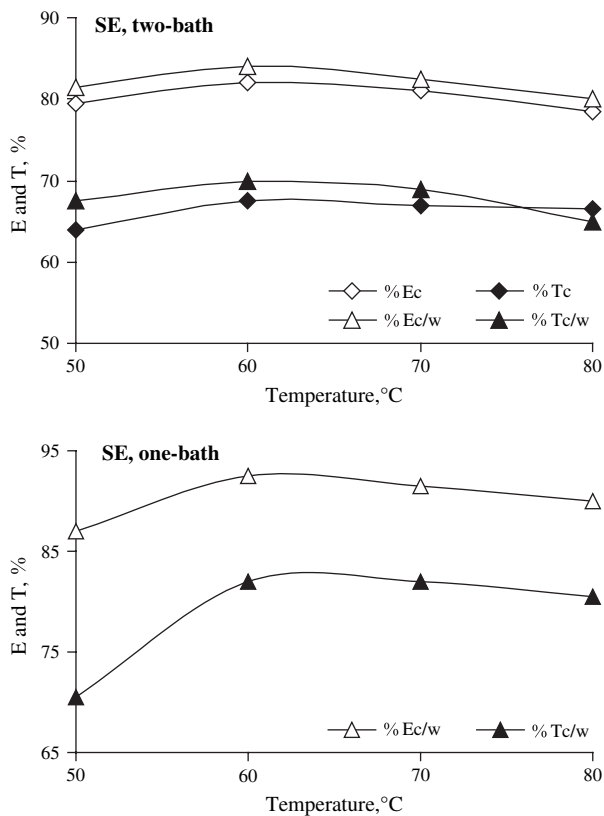 SE, two-bath
90
80
70
60
50
E and T, %
% Ec
% Tc
% Ec/w
% Tc/w
50 60 70 80
Temperature,°C
SE, one-bath
95
85
75
65
E and T, %
% Ec/w
% Tc/w
50 60 70 80
Temperature,°C